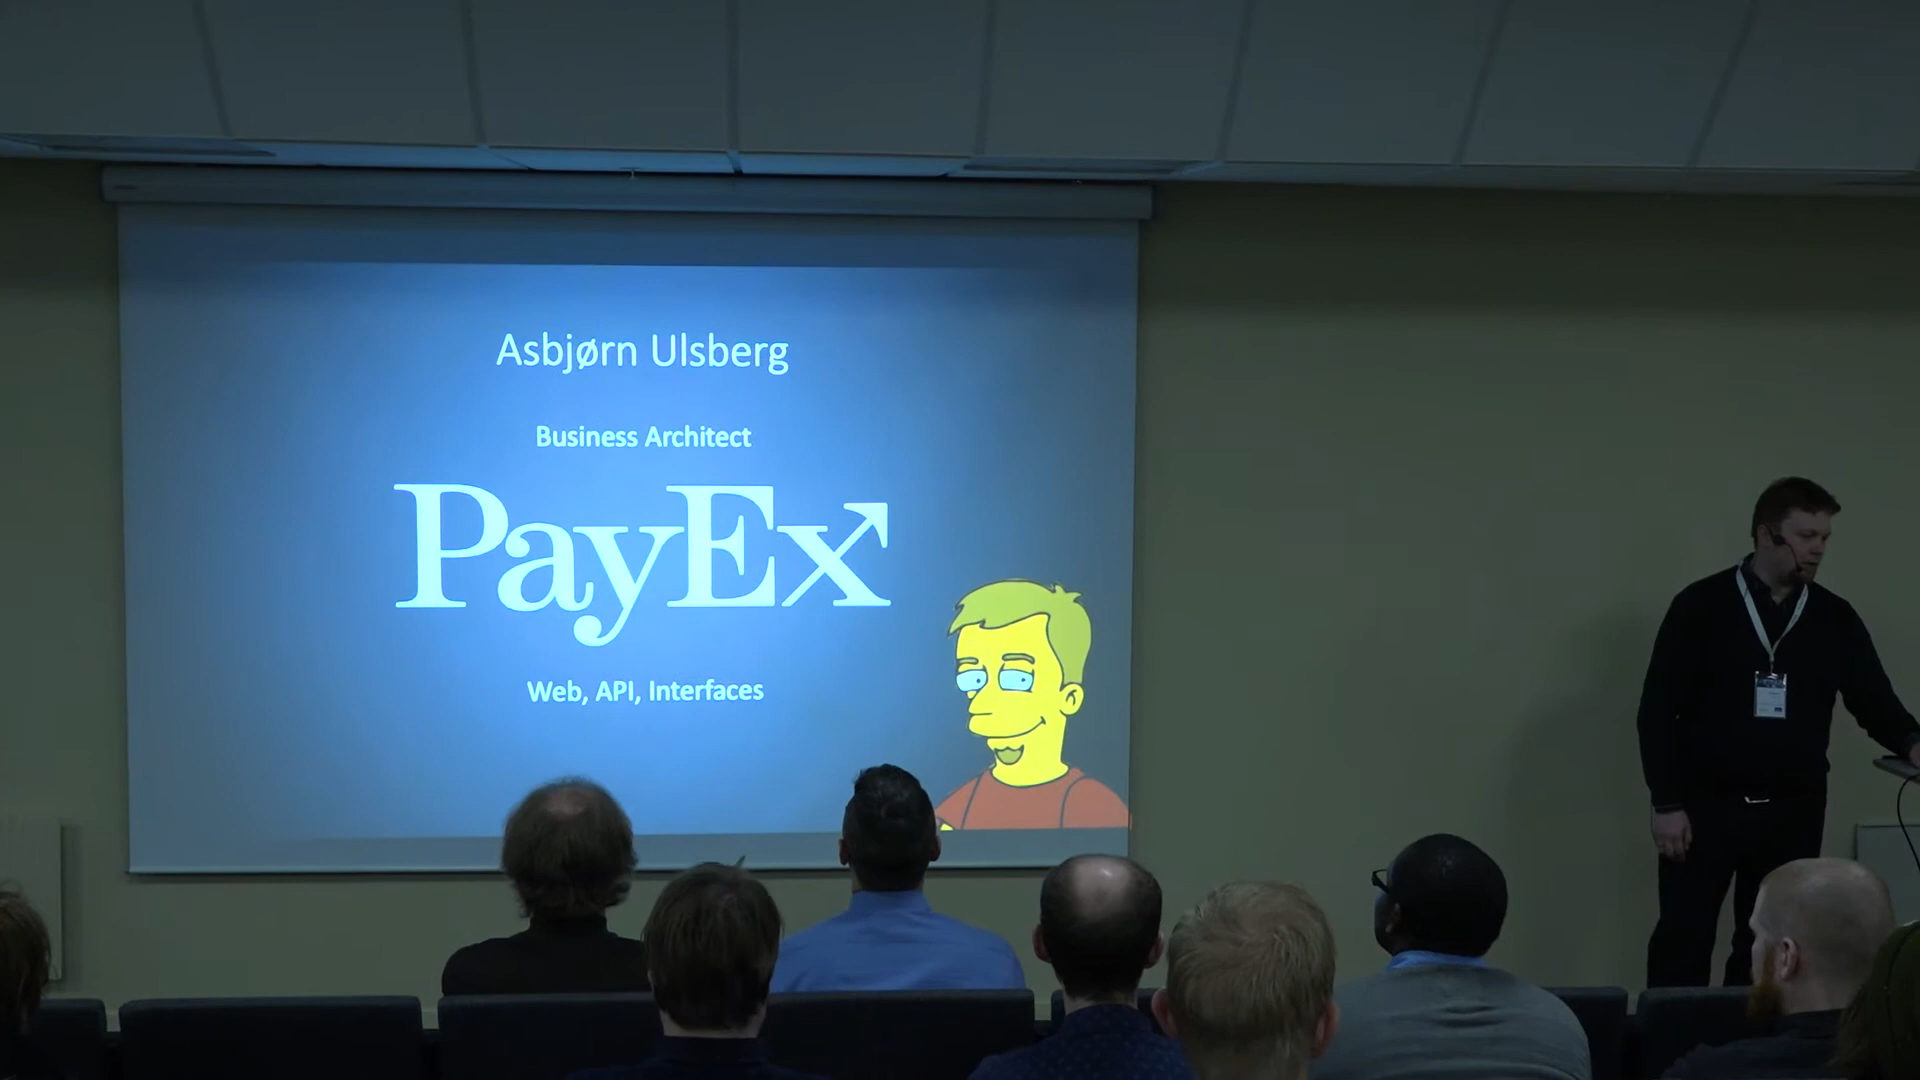 Asbjørn Ulsberg
Business Architect
PayEx
Web, API, Interfaces